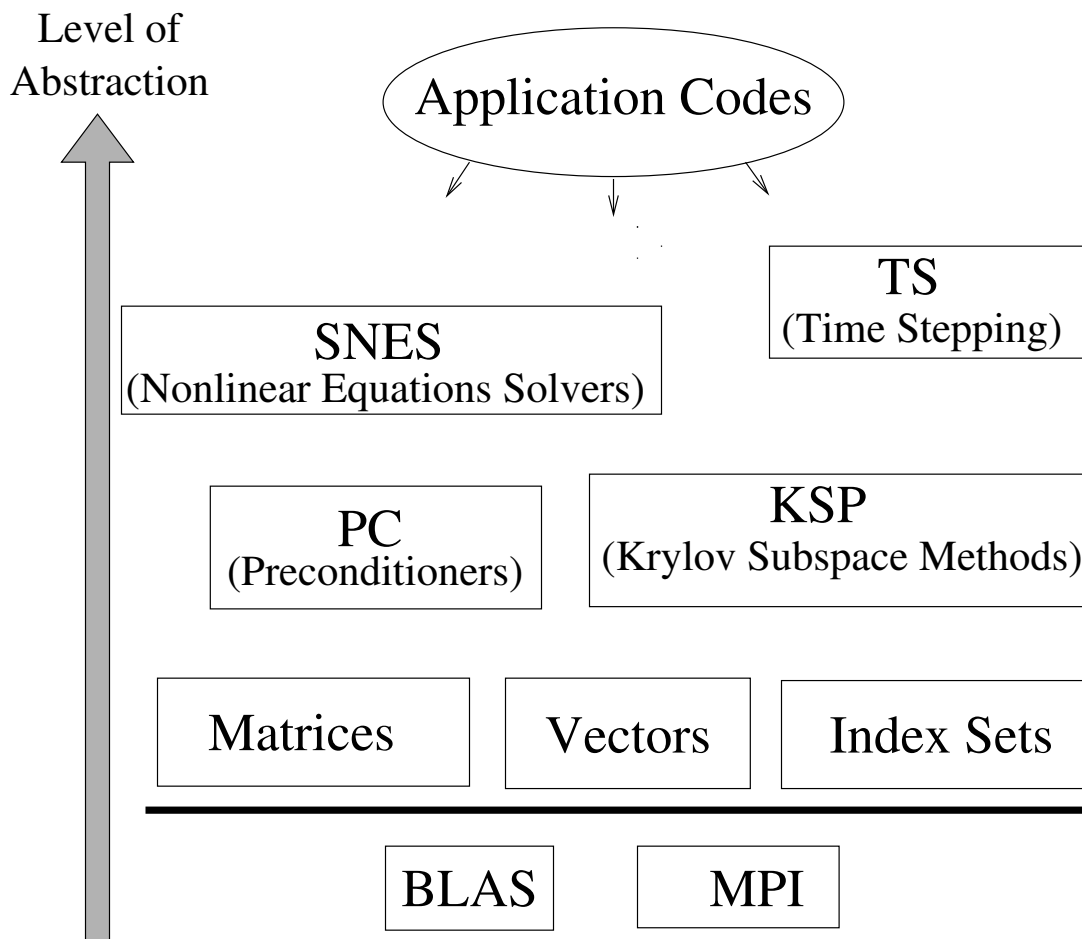 Level of
Abstraction
Application Codes
TS
(Time Stepping)
SNES
(Nonlinear Equations Solvers)
PC
(Preconditioners)
KSP
(Krylov Subspace Methods)
Matrices
Vectors
Index Sets
BLAS
MPI